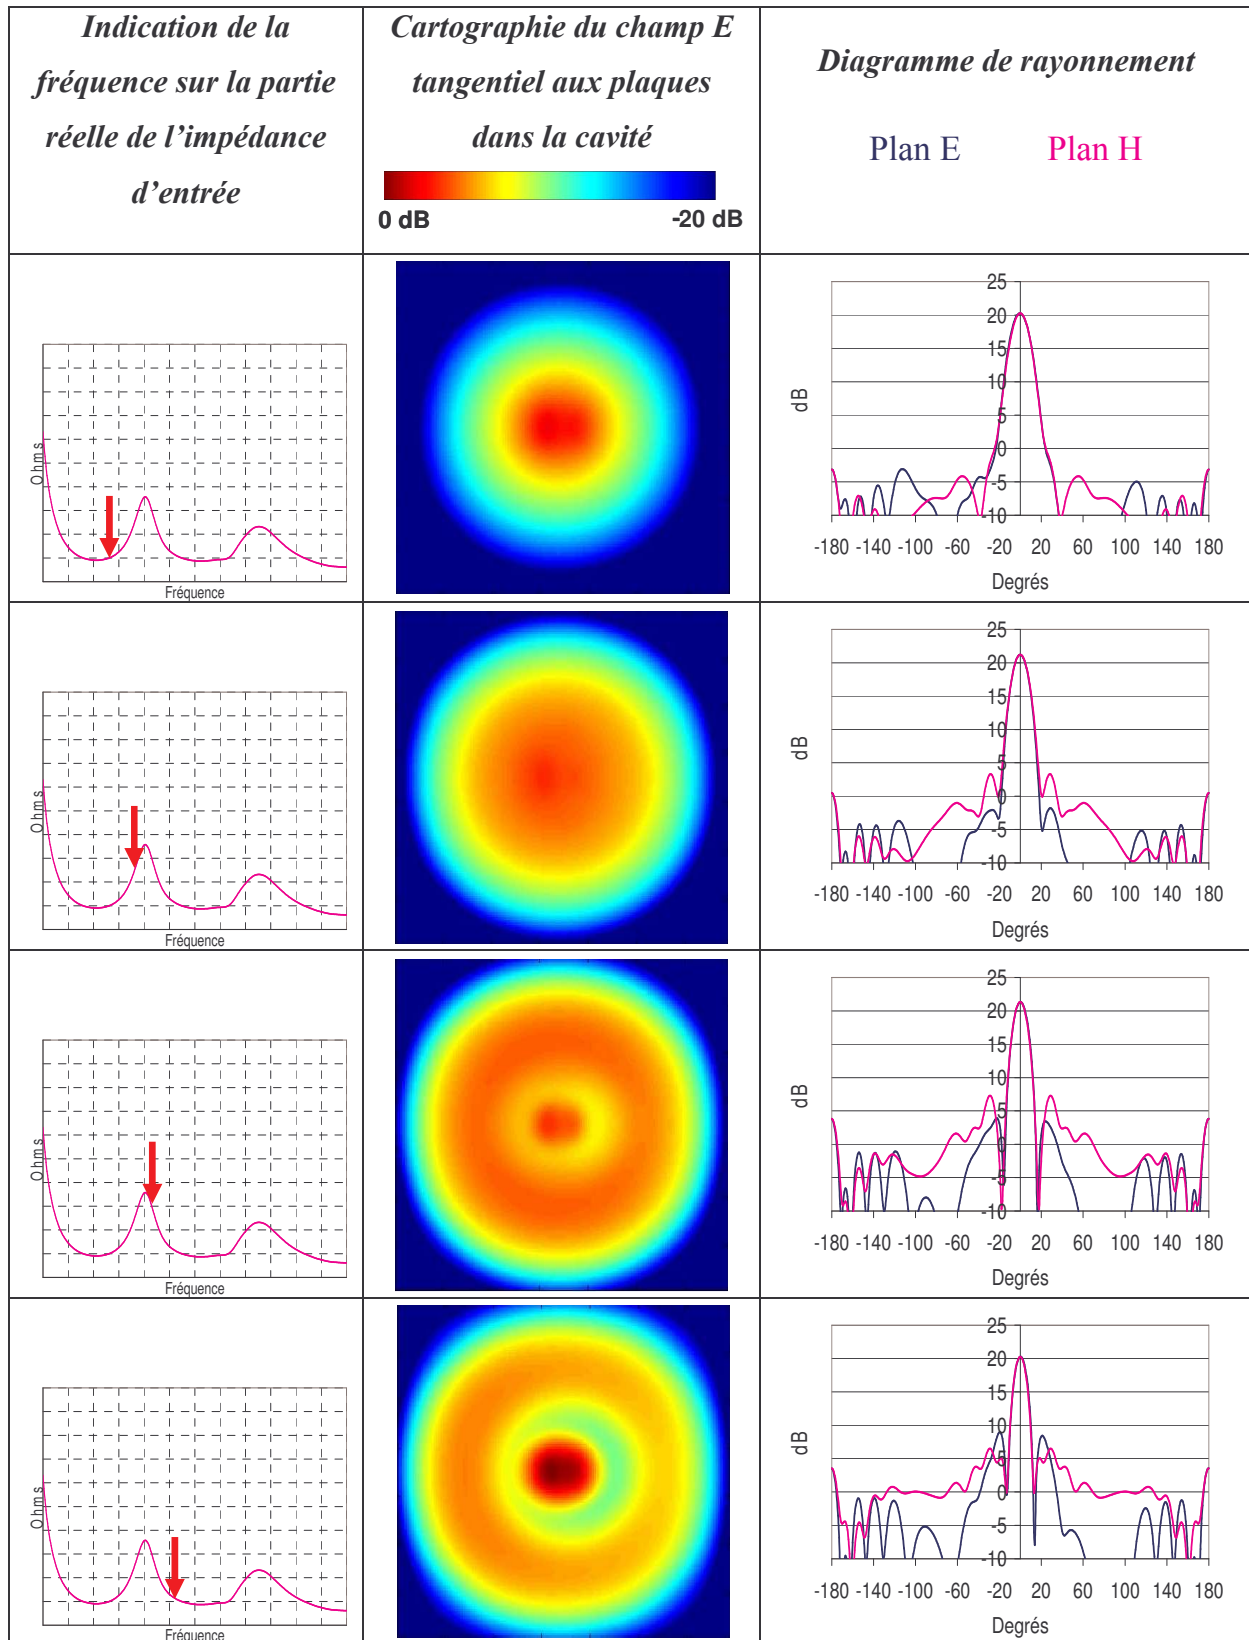 Indication de la
fréquence sur la partie
réelle de l’impédance
d’entrée
Cartographie du champ E
tangentiel aux plaques
dans la cavité
0 dB -20 dB
Diagramme de rayonnement
Plan E Plan H
Ohms
Fréquence
dB
25
20
15
10
5
0
-5
-10
-180 -140 -100 -60 -20 20 60 100 140 180
Degrés
Ohms
Fréquence
dB
25
20
15
10
5
0
-5
-10
-180 -140 -100 -60 -20 20 60 100 140 180
Degrés
Ohms
Fréquence
dB
25
20
15
10
5
0
-5
-10
-180 -140 -100 -60 -20 20 60 100 140 180
Degrés
Ohms
Fréquence
dB
25
20
15
10
5
0
-5
-10
-180 -140 -100 -60 -20 20 60 100 140 180
Degrés